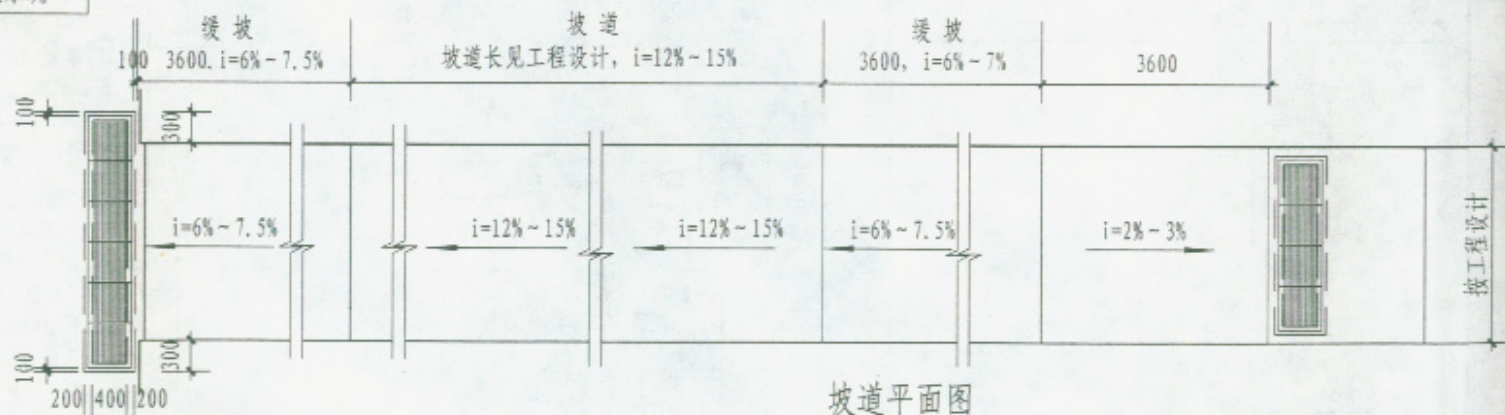 缓坡
坡道
缓坡
100 3600, i=6%~7.5%
坡道长见工程设计, i=12%~15%
3600, i=6%~7%
3600
100
300
i=6%~7.5%
i=12%~15%
i=12%~15%
i=6%~7.5%
i=2%~3%
按工程设计
100
300
200 400 200
坡道平面图